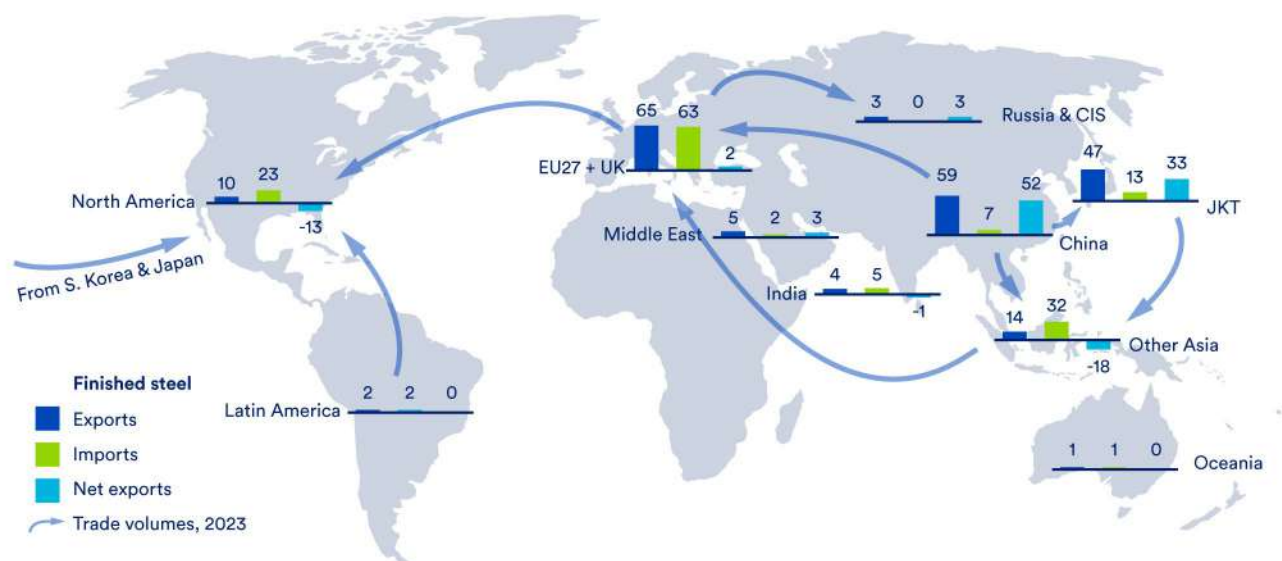 3 0 3
Russia & CIS
65 63 2
EU27 + UK
47 13 33
JKT
59 7 52
China
10 23 -13
North America
5 2 3
Middle East
From S. Korea & Japan
4 5 -1
India
14 32 -18
Other Asia
2 2 0
Latin America
1 1 0
Oceania
Finished steel
Exports
Imports
Net exports
Trade volumes, 2023